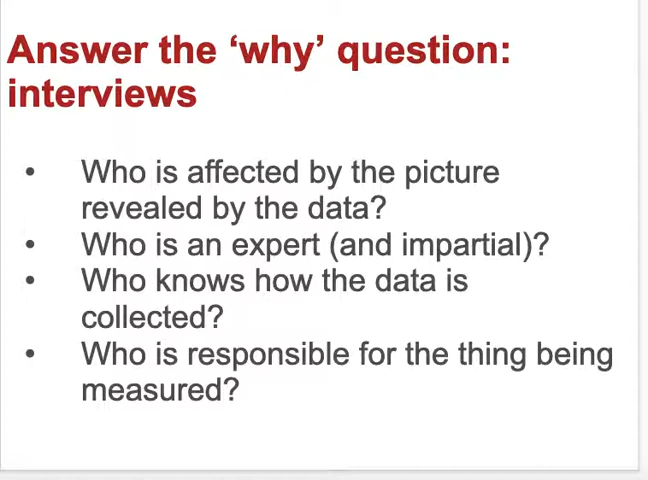 Answer the ‘why’ question:
interviews
• Who is affected by the picture
revealed by the data?
• Who is an expert (and impartial)?
• Who knows how the data is
collected?
• Who is responsible for the thing being
measured?